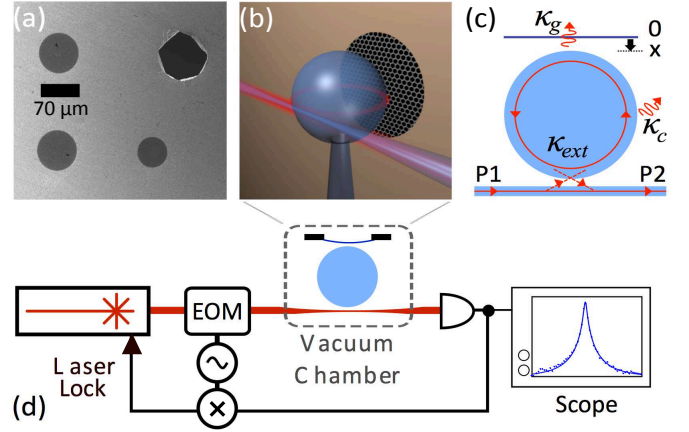 (a)
70 μm
(b)
(c)
κg
0
x
κc
κext
P1
P2
EOM
Laser
Lock
Vacuum
Chamber
(d)
Scope